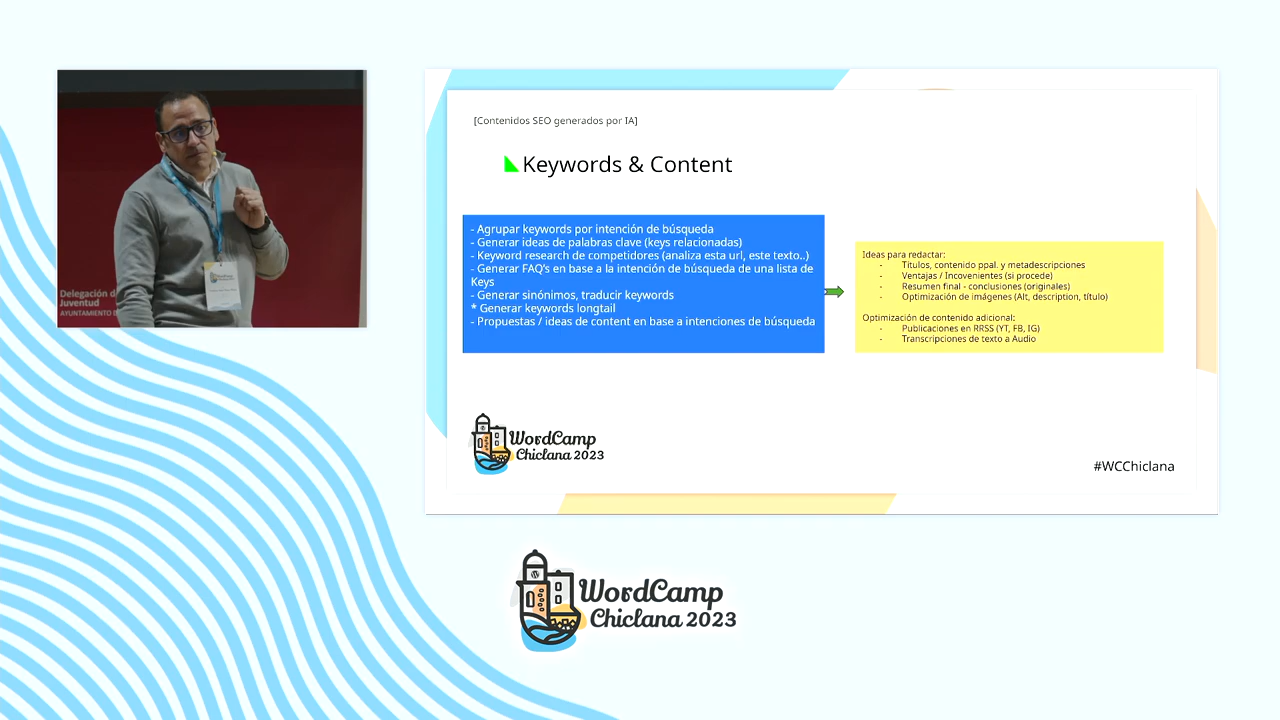 Delegación d
Juventud
AYUNTAMIENTO D
[Contenidos SEO generados por IA]
Keywords & Content
- Agrupar keywords por intención de búsqueda
- Generar ideas de palabras clave (keys relacionadas)
- Keyword research de competidores (analiza esta url, este texto..)
- Generar FAQ's en base a la intención de búsqueda de una lista de
Keys
- Generar sinónimos, traducir keywords
* Generar keywords longtail
- Propuestas / ideas de content en base a intenciones de búsqueda
Ideas para redactar:
- Títulos, contenido ppal. y metadescripciones
- Ventajas / Incovenientes (si procede)
- Resumen final - conclusiones (originales)
- Optimización de imágenes (Alt, description, título)
Optimización de contenido adicional:
- Publicaciones en RRSS (YT, FB, IG)
- Transcripciones de texto a Audio
WordCamp
Chiclana 2023
#WCChiclana
WordCamp
Chiclana 2023